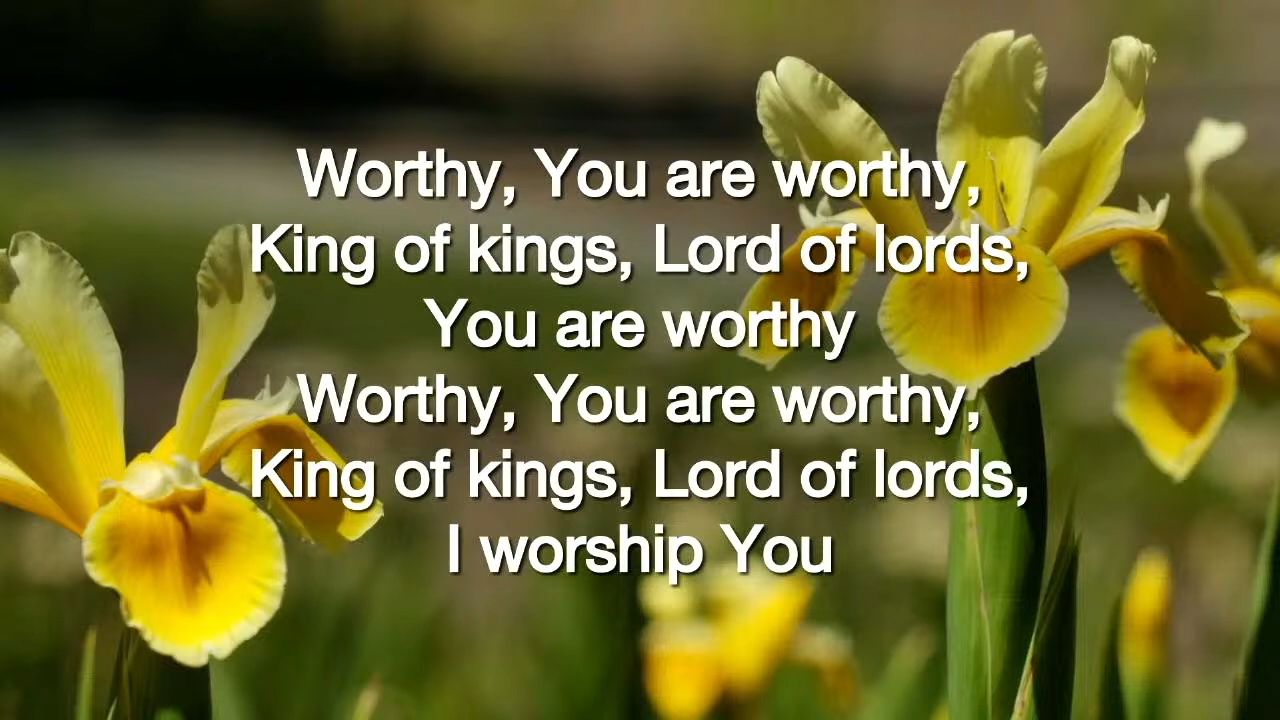 Worthy, You are worthy,
King of kings, Lord of lords,
You are worthy
Worthy, You are worthy,
King of kings, Lord of lords,
I worship You